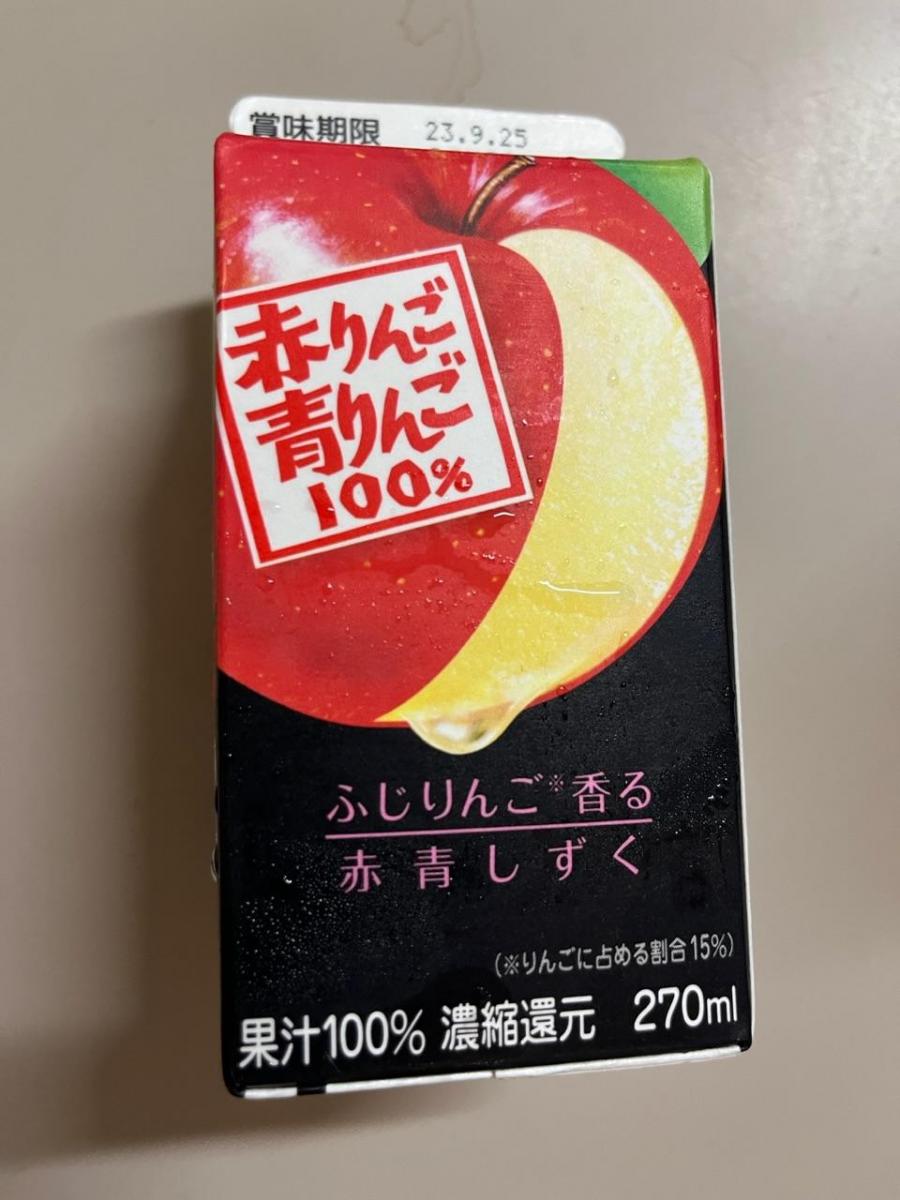 賞味期限 23.9.25
赤りんご
青りんご
100%
ふじりんご※香る
赤青しずく
(※りんごに占める割合15%)
果汁100% 濃縮還元 270ml